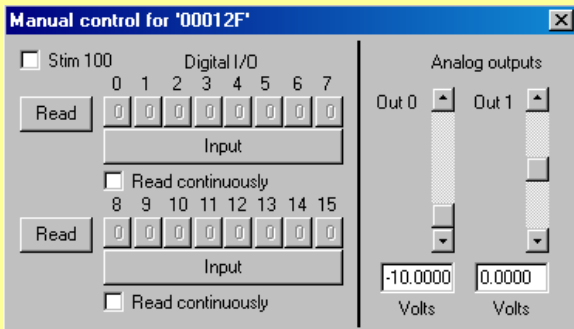 Manual control for '00012F'
Stim 100 Digital I/O
0 1 2 3 4 5 6 7
Read 0 0 0 0 0 0 0 0
Input
Read continuously
8 9 10 11 12 13 14 15
Read 0 0 0 0 0 0 0 0
Input
Read continuously
Analog outputs
Out 0 Out 1
-10.0000 0.0000
Volts Volts